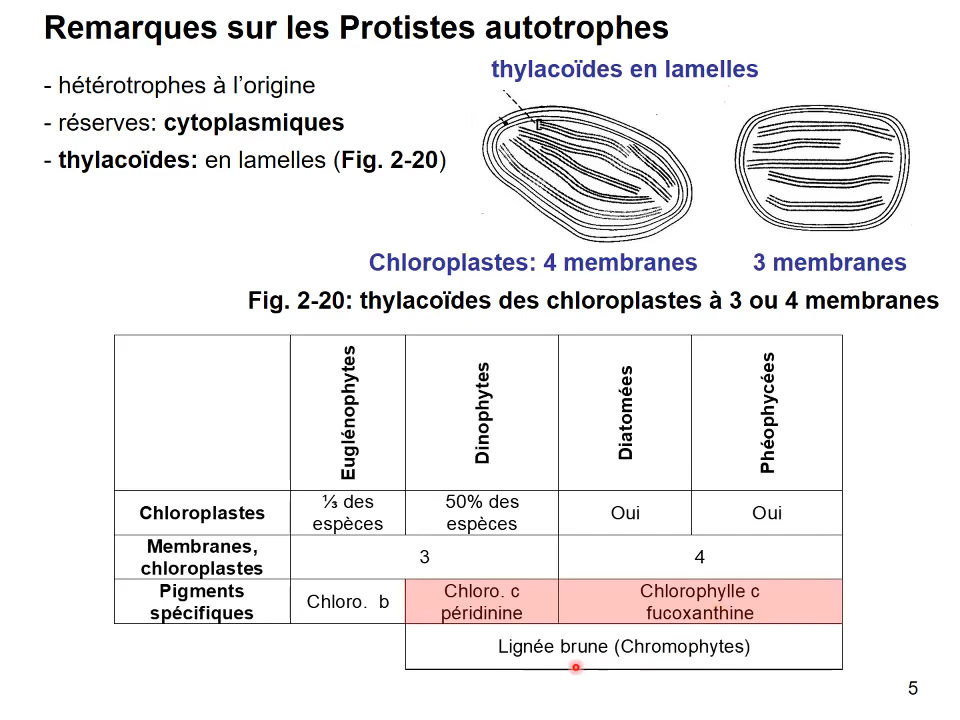 Remarques sur les Protistes autotrophes
- hétérotrophes à l’origine
- réserves: cytoplasmiques
- thylacoïdes: en lamelles (Fig. 2-20)
thylacoïdes en lamelles
Chloroplastes: 4 membranes
3 membranes
Fig. 2-20: thylacoïdes des chloroplastes à 3 ou 4 membranes
Euglénophytes
Dinophytes
Diatomées
Phéophycées
Chloroplastes
⅓ des
espèces
50% des
espèces
Oui
Oui
Membranes,
chloroplastes
3
4
Pigments
spécifiques
Chloro. b
Chloro. c
péridinine
Chlorophylle c
fucoxanthine
Lignée brune (Chromophytes)
5